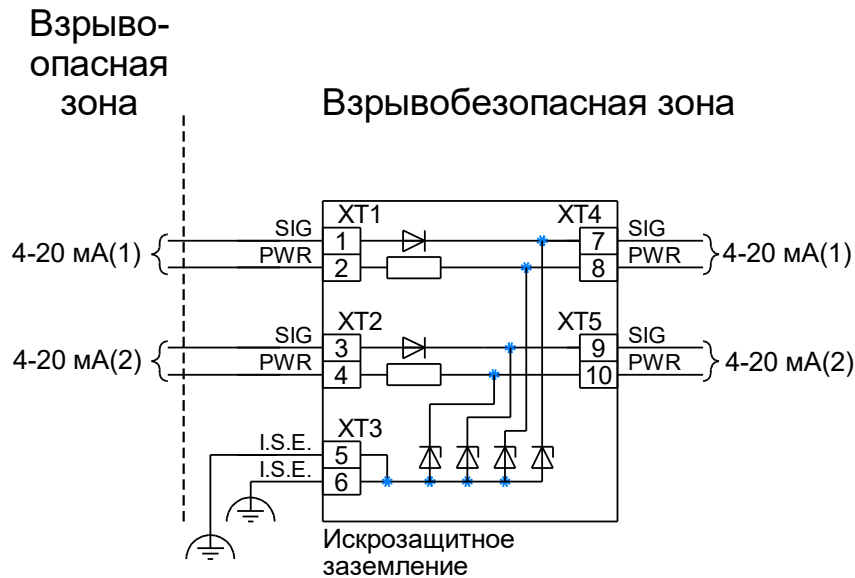 Взрыво-
опасная
зона
Взрывобезопасная зона
XT1
XT4
SIG
1
7
SIG
4-20 мА(1)
4-20 мА(1)
PWR
2
8
PWR
XT2
XT5
SIG
3
9
SIG
4-20 мА(2)
4-20 мА(2)
PWR
4
10
PWR
XT3
I.S.E.
5
I.S.E.
6
Искрозащитное
заземление